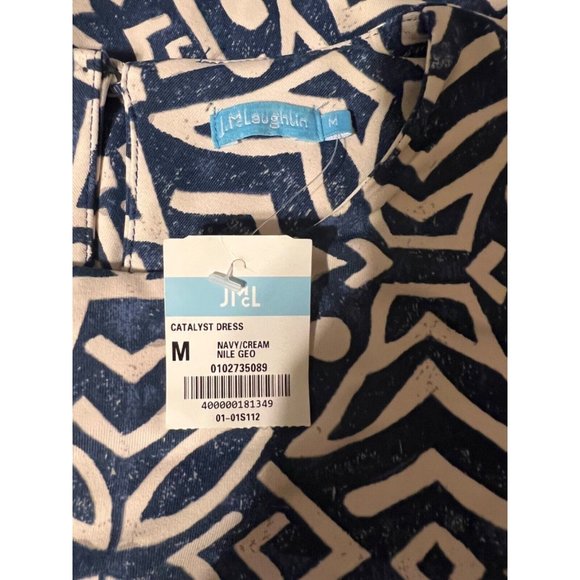 J.McLaughlin M
JMcL
CATALYST DRESS
M NAVY/CREAM
NILE GEO
0102735089
400000181349
01-01S112